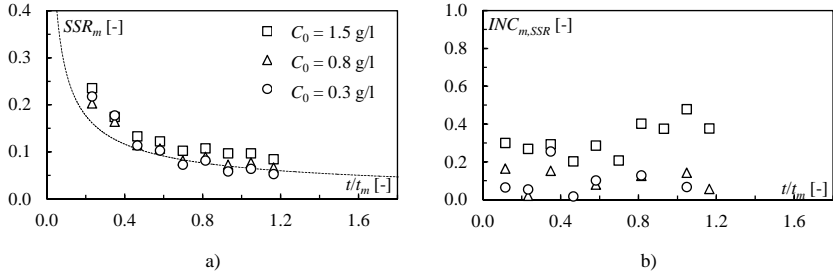 0.4
SSRm [-]
C0 = 1.5 g/l
C0 = 0.8 g/l
C0 = 0.3 g/l
0.3
0.2
0.1
0.0
t/tm [-]
0.0 0.4 0.8 1.2 1.6
a)
1.0
INCm,SSR [-]
0.8
0.6
0.4
0.2
0.0
t/tm [-]
0.0 0.4 0.8 1.2 1.6
b)